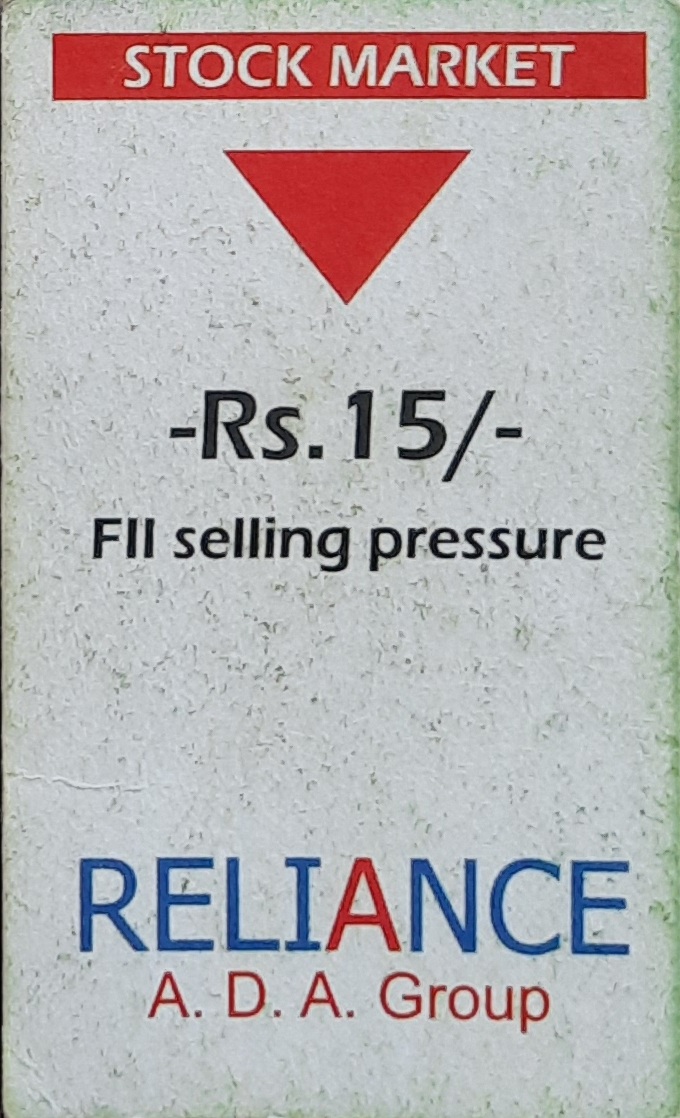 STOCK MARKET
-Rs.15/-
FII selling pressure
RELIANCE
A. D. A. Group